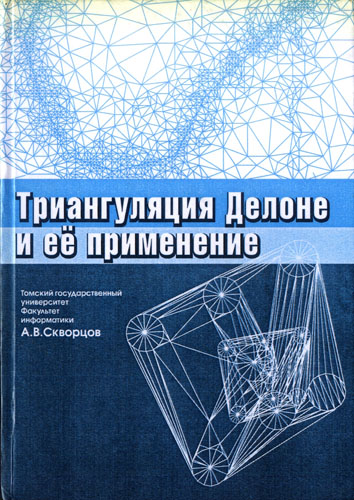 Триангуляция Делоне
и её применение
Томский государственный
университет
Факультет
информатики
А.В.Скворцов